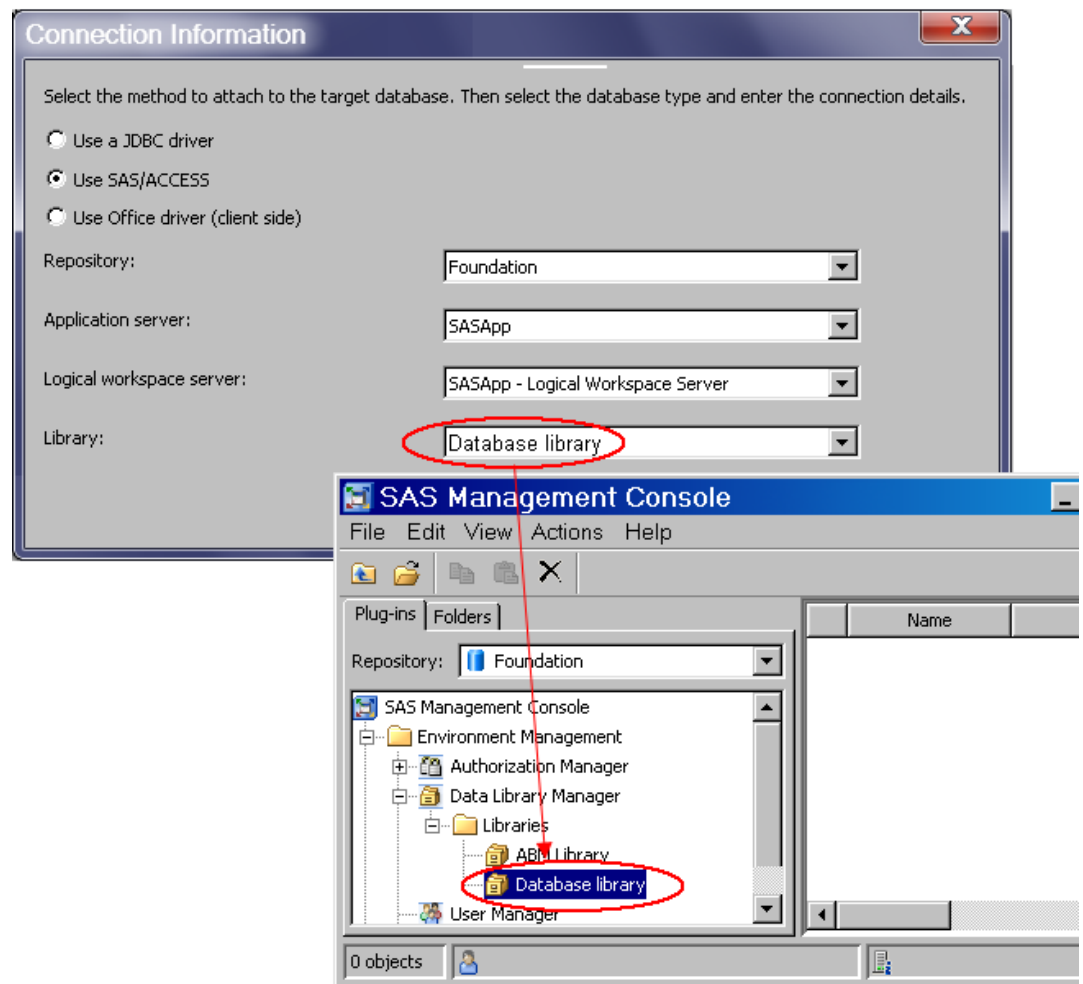 Connection Information
X
Select the method to attach to the target database. Then select the database type and enter the connection details.
Use a JDBC driver
Use SAS/ACCESS
Use Office driver (client side)
Repository: Foundation
Application server: SASApp
Logical workspace server: SASApp - Logical Workspace Server
Library: Database library
SAS Management Console
File Edit View Actions Help
Plug-ins Folders Name
Repository: Foundation
SAS Management Console
Environment Management
Authorization Manager
Data Library Manager
Libraries
ABM Library
Database library
User Manager
0 objects